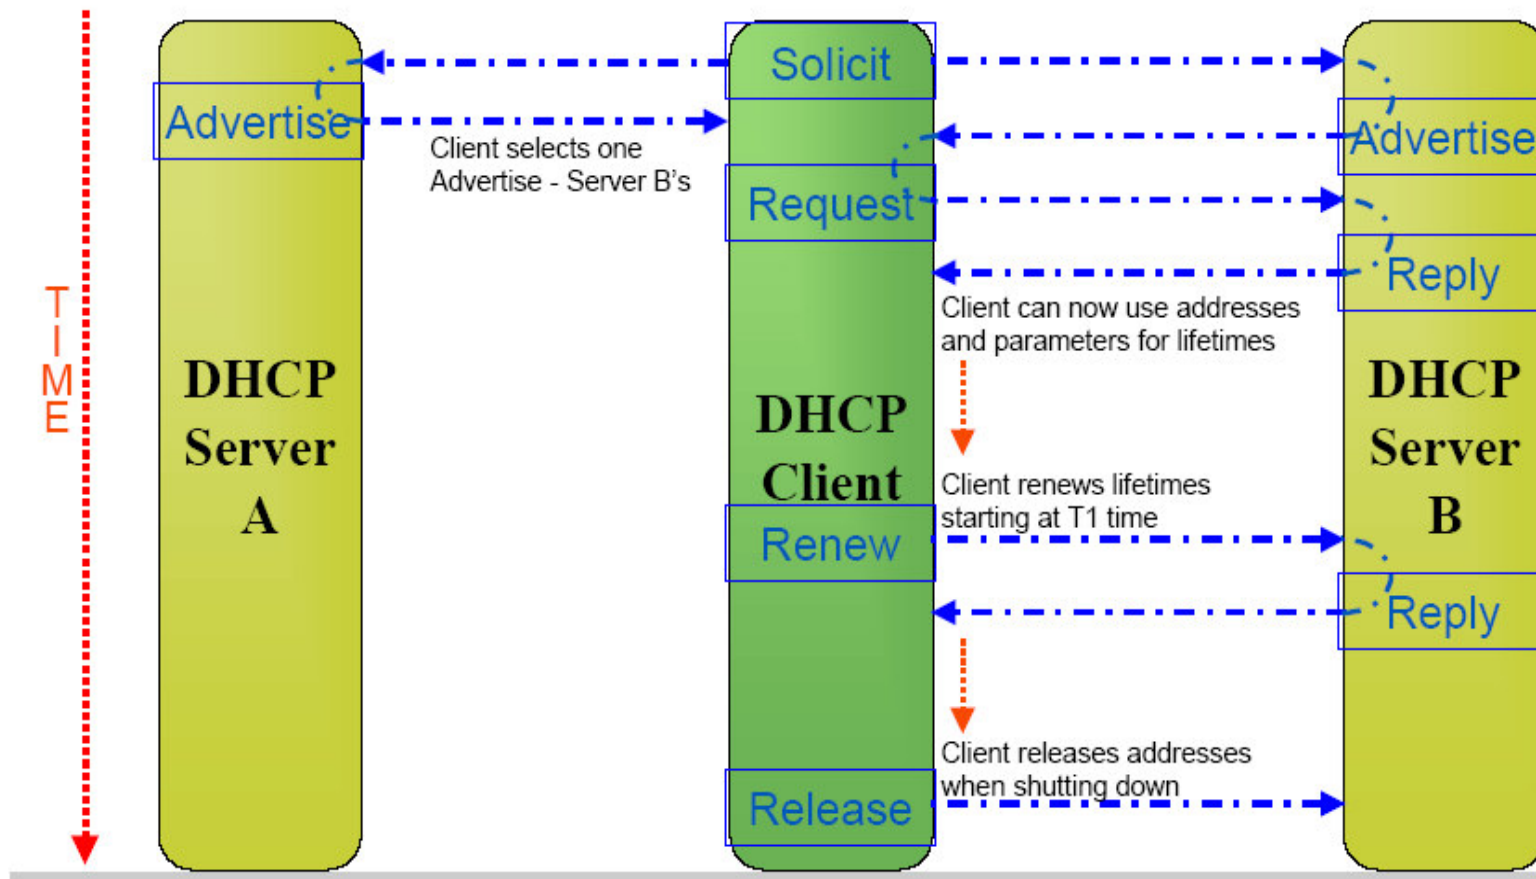 Solicit
Advertise
Client selects one
Advertise - Server B's
Advertise
Request
Reply
Client can now use addresses
and parameters for lifetimes
TIME
DHCP
Server
A
DHCP
Client
DHCP
Server
B
Client renews lifetimes
starting at T1 time
Renew
Reply
Client releases addresses
when shutting down
Release